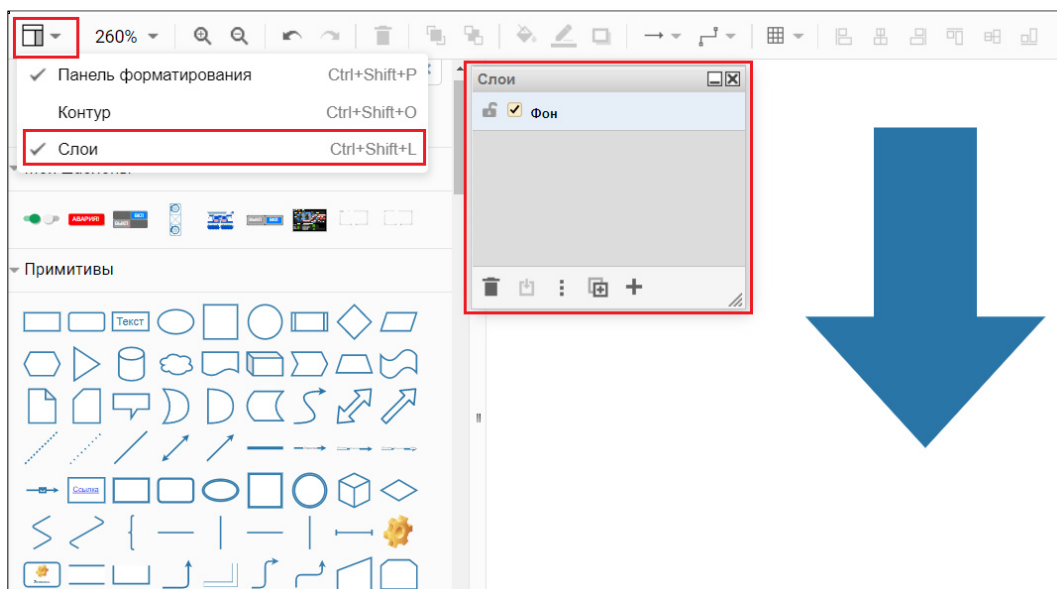 260%
Панель форматирования Ctrl+Shift+P
Контур Ctrl+Shift+O
Слои Ctrl+Shift+L
Слои
Фон
АВАРИЯ!
Примитивы
Текст
Ссылка